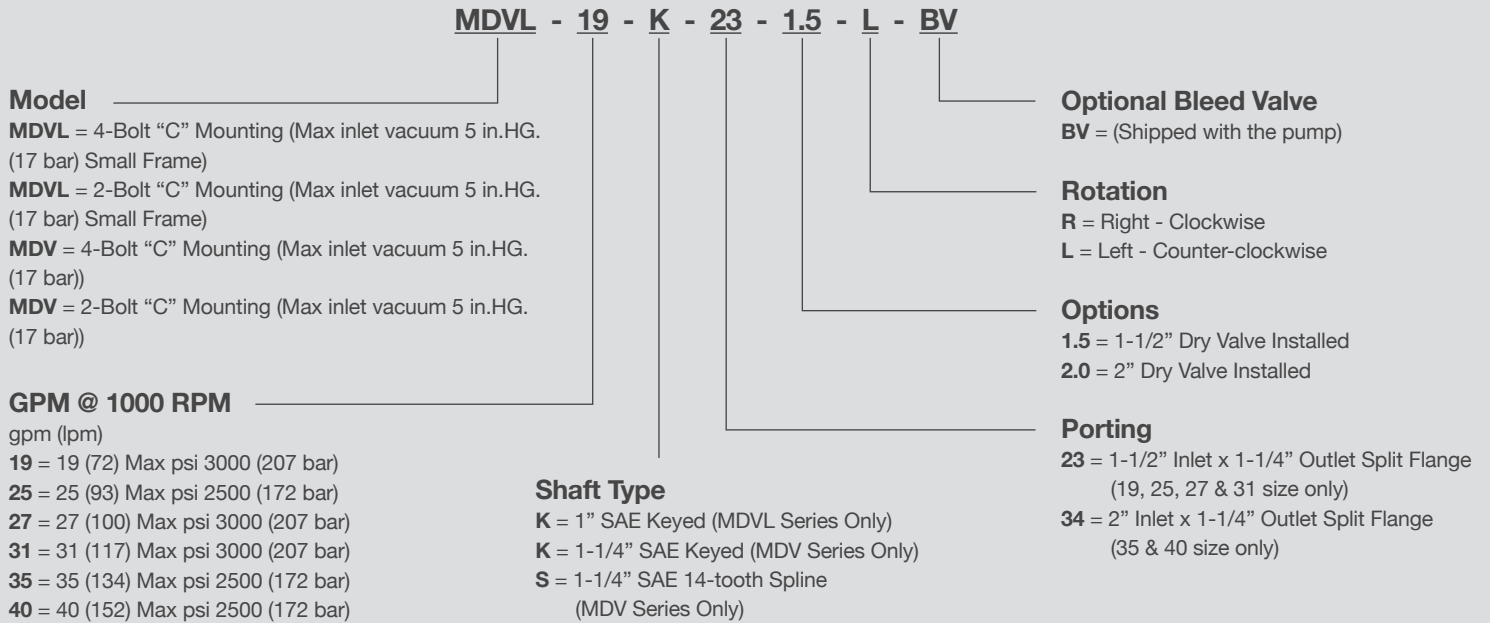 MDVL - 19 - K - 23 - 1.5 - L - BV
Model
MDVL = 4-Bolt “C” Mounting (Max inlet vacuum 5 in.HG.
(17 bar) Small Frame)
MDVL = 2-Bolt “C” Mounting (Max inlet vacuum 5 in.HG.
(17 bar) Small Frame)
MDV = 4-Bolt “C” Mounting (Max inlet vacuum 5 in.HG.
(17 bar))
MDV = 2-Bolt “C” Mounting (Max inlet vacuum 5 in.HG.
(17 bar))
GPM @ 1000 RPM
gpm (lpm)
19 = 19 (72) Max psi 3000 (207 bar)
25 = 25 (93) Max psi 2500 (172 bar)
27 = 27 (100) Max psi 3000 (207 bar)
31 = 31 (117) Max psi 3000 (207 bar)
35 = 35 (134) Max psi 2500 (172 bar)
40 = 40 (152) Max psi 2500 (172 bar)
Shaft Type
K = 1” SAE Keyed (MDVL Series Only)
K = 1-1/4” SAE Keyed (MDV Series Only)
S = 1-1/4” SAE 14-tooth Spline
(MDV Series Only)
Optional Bleed Valve
BV = (Shipped with the pump)
Rotation
R = Right - Clockwise
L = Left - Counter-clockwise
Options
1.5 = 1-1/2” Dry Valve Installed
2.0 = 2” Dry Valve Installed
Porting
23 = 1-1/2” Inlet x 1-1/4” Outlet Split Flange
(19, 25, 27 & 31 size only)
34 = 2” Inlet x 1-1/4” Outlet Split Flange
(35 & 40 size only)